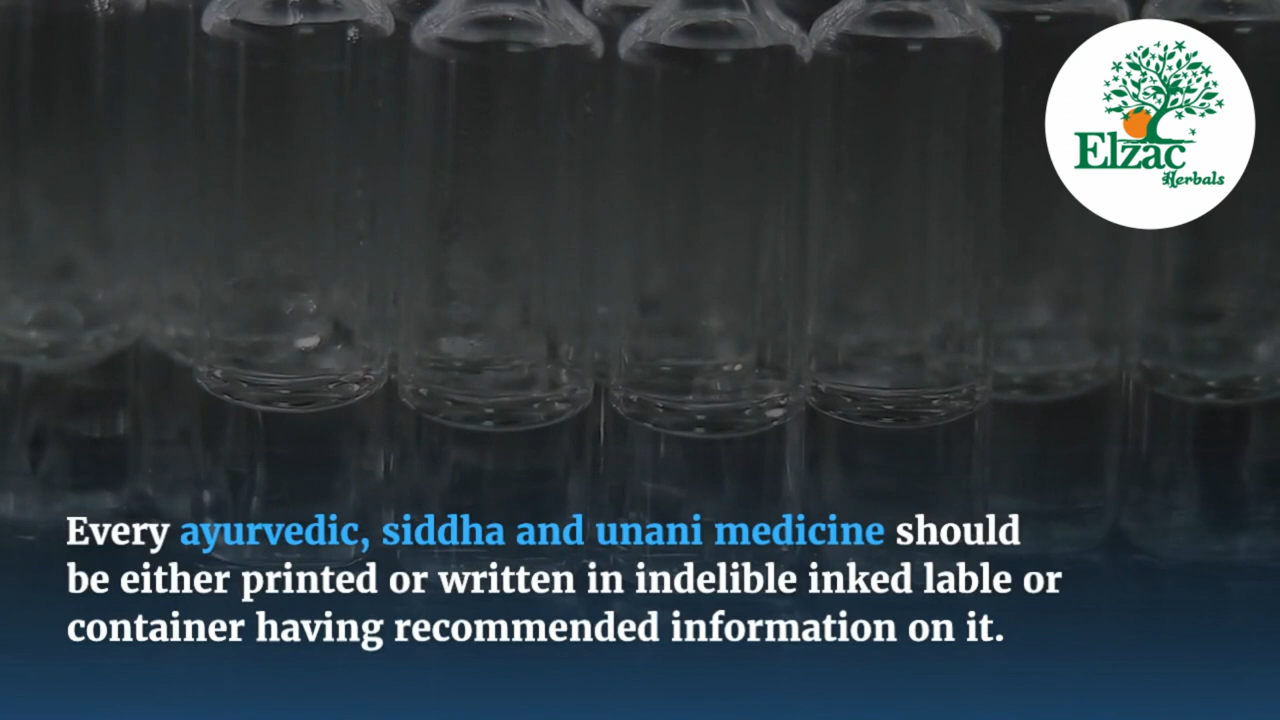 Elzac
Herbals
Every ayurvedic, siddha and unani medicine should
be either printed or written in indelible inked lable or
container having recommended information on it.